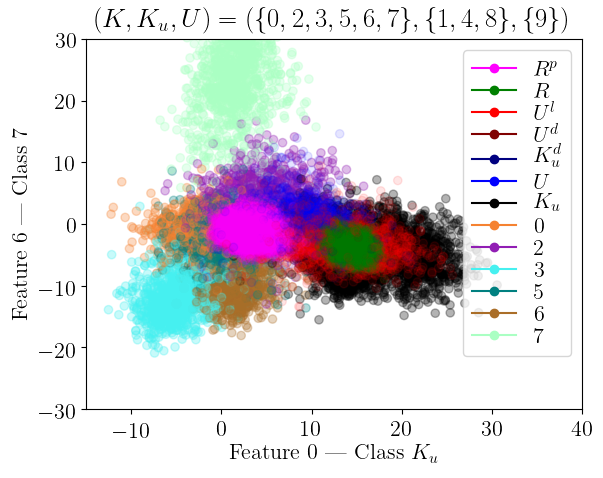 (K, K_u, U) = ({0, 2, 3, 5, 6, 7}, {1, 4, 8}, {9})
30
20
10
0
−10
−20
−30
Feature 6 — Class 7
−10
0
10
20
30
40
Feature 0 — Class K_u
R^p
R
U^l
U^d
K_u^d
U
K_u
0
2
3
5
6
7